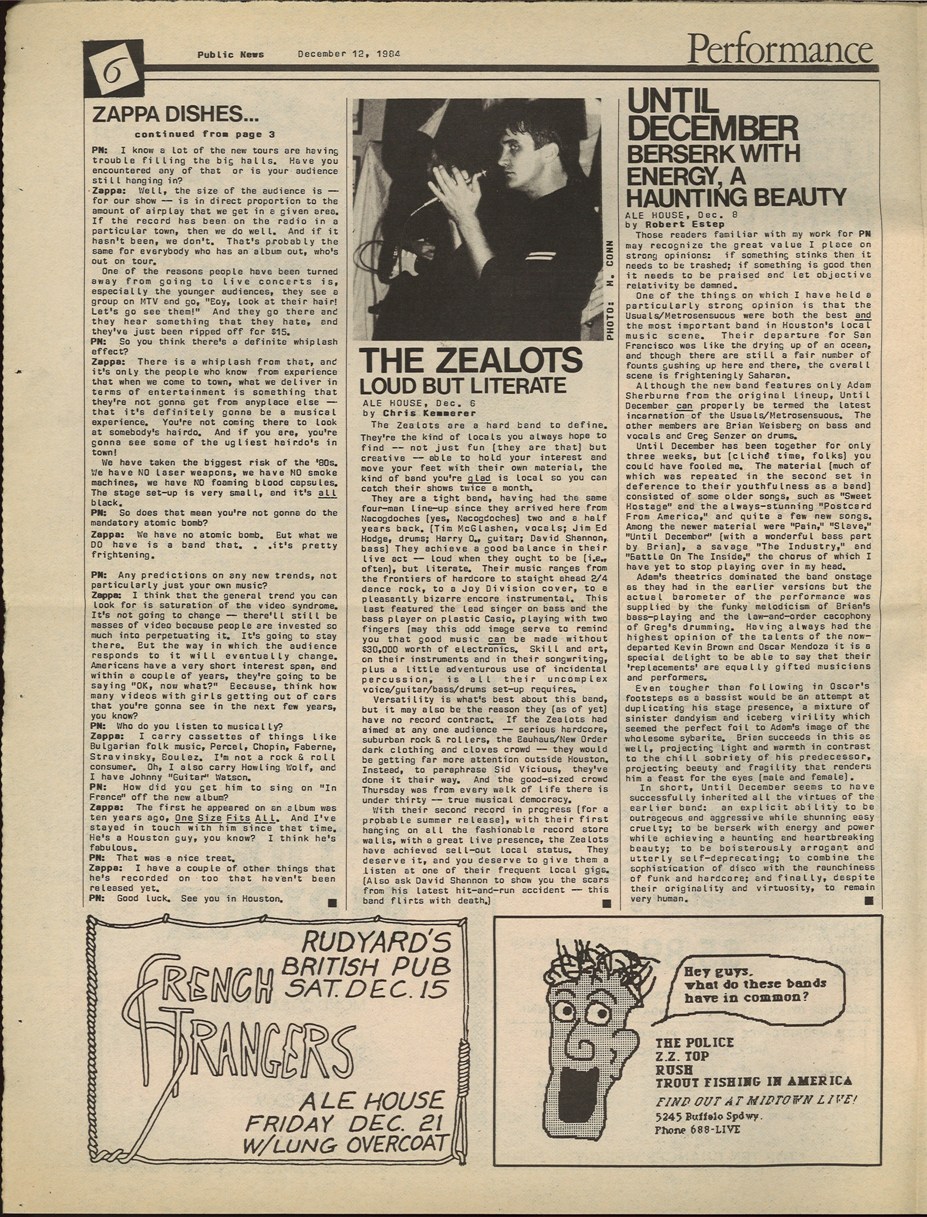 6
Public News December 12, 1984
Performance
ZAPPA DISHES...
continued from page 3
PN: I know a lot of the new tours are having
trouble filling the big halls. Have you
encountered any of that or is your audience
still hanging in?
Zappa: Well, the size of the audience is —
for our show — is in direct proportion to the
amount of airplay that we get in a given area.
If the record has been on the radio in a
particular town, then we do well. And if it
hasn't been, we don't. That's probably the
same for everybody who has an album out, who's
out on tour.
One of the reasons people have been turned
away from going to live concerts is,
especially the younger audiences, they see a
group on MTV and go, "Boy, look at their hair!
Let's go see them!" And they go there and
they hear something that they hate, and
they've just been ripped off for $15.
PN: So you think there's a definite whiplash
effect?
Zappa: There is a whiplash from that, and
it's only the people who know from experience
that when we come to town, what we deliver in
terms of entertainment is something that
they're not gonna get from anyplace else —
that it's definitely gonna be a musical
experience. You're not coming there to look
at somebody's hairdo. And if you are, you're
gonna see some of the ugliest hairdo's in
town!
We have taken the biggest risk of the '80s.
We have NO laser weapons, we have NO smoke
machines, we have NO foaming blood capsules.
The stage set-up is very small, and it's all
black.
PN: So does that mean you're not gonna do the
mandatory atomic bomb?
Zappa: We have no atomic bomb. But what we
DO have is a band that. . .it's pretty
frightening.
PN: Any predictions on any new trends, not
particularly just your own music?
Zappa: I think that the general trend you can
look for is saturation of the video syndrome.
It's not going to change — there'll still be
masses of video because people are invested so
much into perpetuating it. It's going to stay
there. But the way in which the audience
responds to it will eventually change.
Americans have a very short interest span, and
within a couple of years, they're going to be
saying "OK, now what?" Because, think how
many videos with girls getting out of cars
that you're gonna see in the next few years,
you know?
PN: Who do you listen to musically?
Zappa: I carry cassettes of things like
Bulgarian folk music, Percel, Chopin, Faberne,
Stravinsky, Boulez. I'm not a rock & roll
consumer. Oh, I also carry Howling Wolf, and
I have Johnny "Guitar" Watson.
PN: How did you get him to sing on "In
France" off the new album?
Zappa: The first he appeared on an album was
ten years ago, One Size Fits All. And I've
stayed in touch with him since that time.
He's a Houston guy, you know? I think he's
fabulous.
PN: That was a nice treat.
Zappa: I have a couple of other things that
he's recorded on too that haven't been
released yet.
PN: Good luck. See you in Houston.
PHOTO: M. CONN
THE ZEALOTS
LOUD BUT LITERATE
ALE HOUSE, Dec. 6
by Chris Kemmerer
The Zealots are a hard band to define.
They're the kind of locals you always hope to
find — not just fun [they are that] but
creative — able to hold your interest and
move your feet with their own material, the
kind of band you're glad is local so you can
catch their shows twice a month.
They are a tight band, having had the same
four-man line-up since they arrived here from
Nacogdoches [yes, Nacogdoches] two and a half
years back. [Tim McGlashen, vocals; Jim Ed
Hodge, drums; Harry O., guitar; David Shannon,
bass] They achieve a good balance in their
live act — loud when they ought to be [i.e.,
often], but literate. Their music ranges from
the frontiers of hardcore to staight ahead 2/4
dance rock, to a Joy Division cover, to a
pleasantly bizarre encore instrumental. This
last featured the lead singer on bass and the
bass player on plastic Casio, playing with two
fingers [may this odd image serve to remind
you that good music can be made without
$30,000 worth of electronics. Skill and art,
on their instruments and in their songwriting,
plus a little adventurous use of incidental
percussion, is all their uncomplex
voice/guitar/bass/drums set-up requires.
Versatility is what's best about this band,
but it may also be the reason they [as of yet]
have no record contract. If the Zealots had
aimed at any one audience — serious hardcore,
suburban rock & rollers, the Bauhaus/New Order
dark clothing and cloves crowd — they would
be getting far more attention outside Houston.
Instead, to paraphrase Sid Vicious, they've
done it their way. And the good-sized crowd
Thursday was from every walk of life there is
under thirty — true musical democracy.
With their second record in progress [for a
probable summer release], with their first
hanging on all the fashionable record store
walls, with a great live presence, the Zealots
have achieved sell-out local status. They
deserve it, and you deserve to give them a
listen at one of their frequent local gigs.
[Also ask David Shannon to show you the scars
from his latest hit-and-run accident — this
band flirts with death.]
UNTIL
DECEMBER
BERSERK WITH
ENERGY, A
HAUNTING BEAUTY
ALE HOUSE, Dec. 8
by Robert Estep
Those readers familiar with my work for PN
may recognize the great value I place on
strong opinions: if something stinks then it
needs to be trashed; if something is good then
it needs to be praised and let objective
relativity be damned.
One of the things on which I have held a
particularly strong opinion is that the
Usuals/Metrosensuous were both the best and
the most important band in Houston's local
music scene. Their departure for San
Francisco was like the drying up of an ocean,
and though there are still a fair number of
founts gushing up here and there, the overall
scene is frighteningly Saharan.
Although the new band features only Adam
Sherburne from the original lineup, Until
December can properly be termed the latest
incarnation of the Usuals/Metrosensuous. The
other members are Brian Weisberg on bass and
vocals and Greg Senzer on drums.
Until December has been together for only
three weeks, but [cliché time, folks] you
could have fooled me. The material [much of
which was repeated in the second set in
deference to their youthfulness as a band]
consisted of some older songs, such as "Sweet
Hostage" and the always-stunning "Postcard
From America," and quite a few new songs.
Among the newer material were "Pain," "Slave,"
"Until December" [with a wonderful bass part
by Brian], a savage "The Industry," and
"Battle On The Inside," the chorus of which I
have yet to stop playing over in my head.
Adam's theatrics dominated the band onstage
as they had in the earlier versions but the
actual barometer of the performance was
supplied by the funky melodicism of Brian's
bass-playing and the law-and-order cacophony
of Greg's drumming. Having always had the
highest opinion of the talents of the now-
departed Kevin Brown and Oscar Mendoza it is a
special delight to be able to say that their
'replacements' are equally gifted musicians
and performers.
Even tougher than following in Oscar's
footsteps as a bassist would be an attempt at
duplicating his stage presence, a mixture of
sinister dandyism and iceberg virility which
seemed the perfect foil to Adam's image of the
wholesome sybarite. Brian succeeds in this as
well, projecting light and warmth in contrast
to the chill sobriety of his predecessor,
projecting beauty and fragility that renders
him a feast for the eyes [male and female].
In short, Until December seems to have
successfully inherited all the virtues of the
earlier band: an explicit ability to be
outrageous and aggressive while shunning easy
cruelty; to be berserk with energy and power
while achieving a haunting and heartbreaking
beauty; to be boisterously arrogant and
utterly self-deprecating; to combine the
sophistication of disco with the raunchiness
of funk and hardcore; and finally, despite
their originality and virtuosity, to remain
very human.
RUDYARD'S
BRITISH PUB
SAT. DEC. 15
FRENCH
STRANGERS
ALE HOUSE
FRIDAY DEC. 21
W/LUNG OVERCOAT
Hey guys,
what do these bands
have in common?
THE POLICE
Z.Z. TOP
RUSH
TROUT FISHING IN AMERICA
FIND OUT AT MIDTOWN LIVE!
5245 Buffalo Spdwy.
Phone 688-LIVE